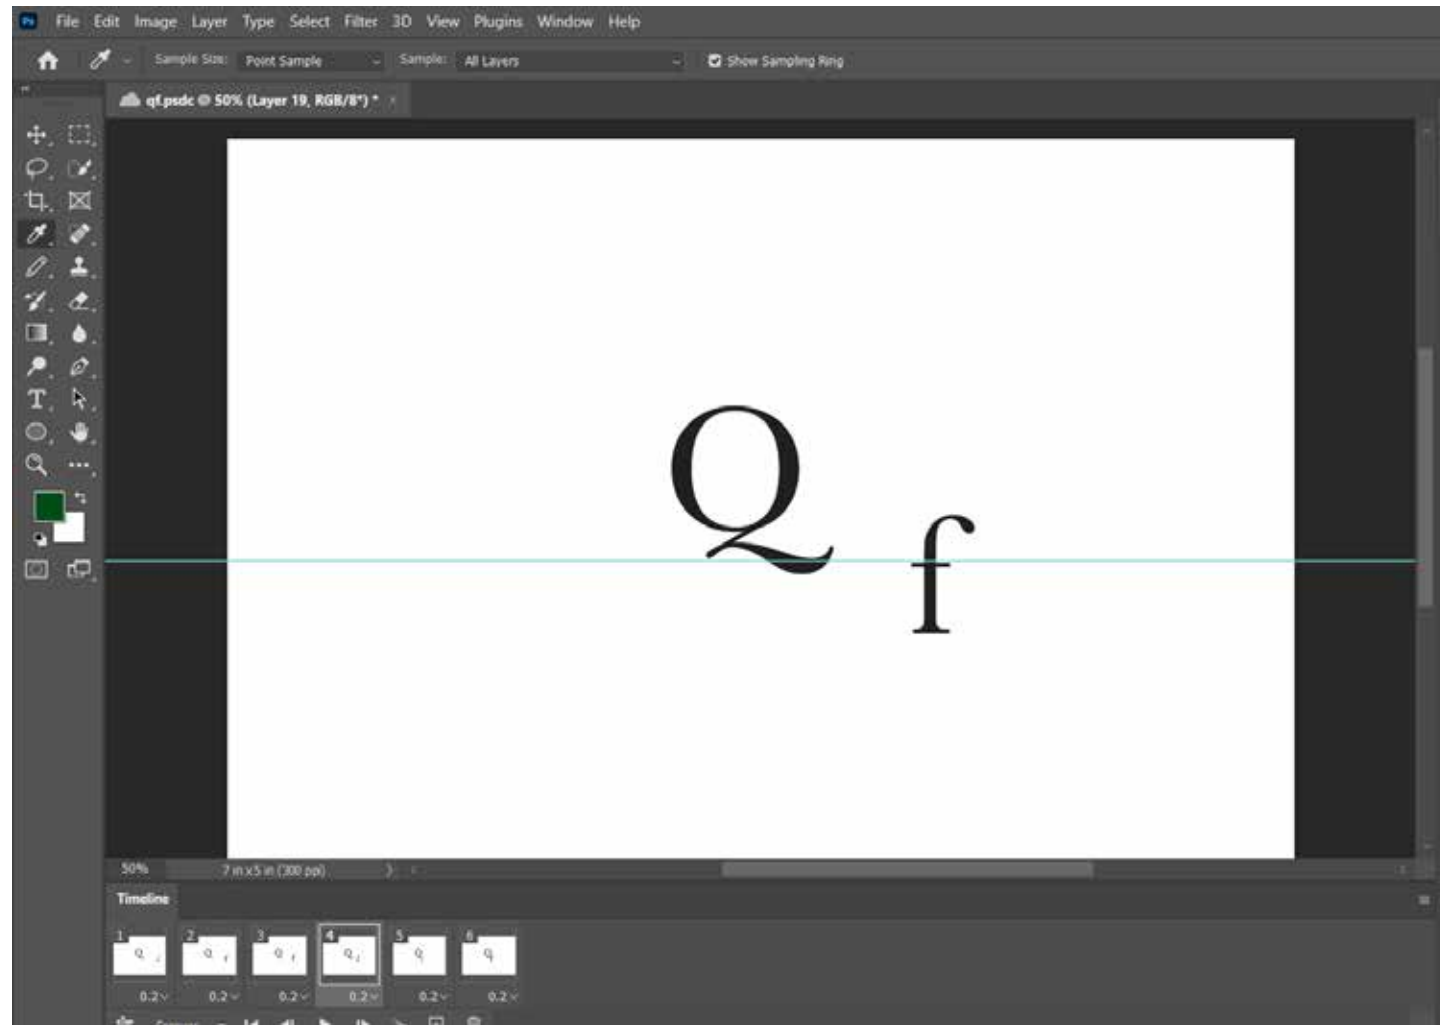 Ps File Edit Image Layer Type Select Filter 3D View Plugins Window Help
Sample Size: Point Sample Sample: All Layers Show Sampling Ring
qf.psdc @ 50% (Layer 19, RGB/8*) *
Q
f
50% 7 in x 5 in (300 ppi)
Timeline
1 2 3 4 5 6
0.2 0.2 0.2 0.2 0.2 0.2